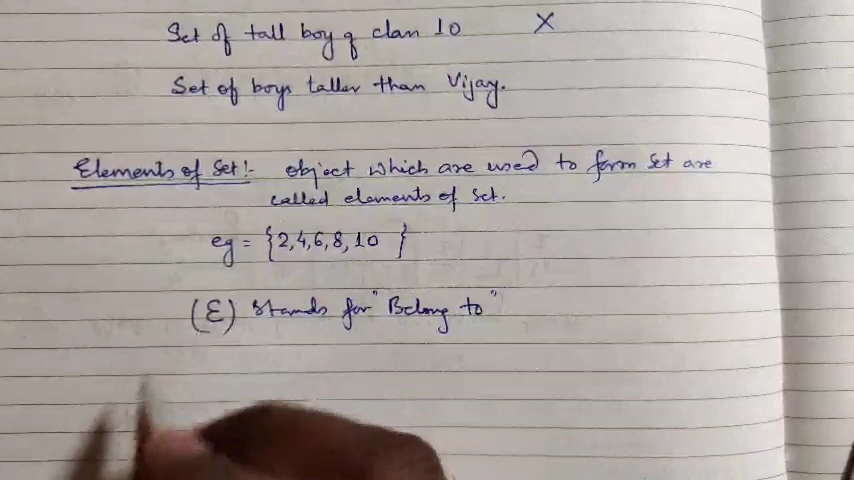 Set of tall boy of class 10 X
Set of boys taller than Vijay.
Elements of Set :- object which are used to form Set are
called elements of Set.
eg = {2,4,6,8,10 }
(Ɛ) Stands for "Belong to"